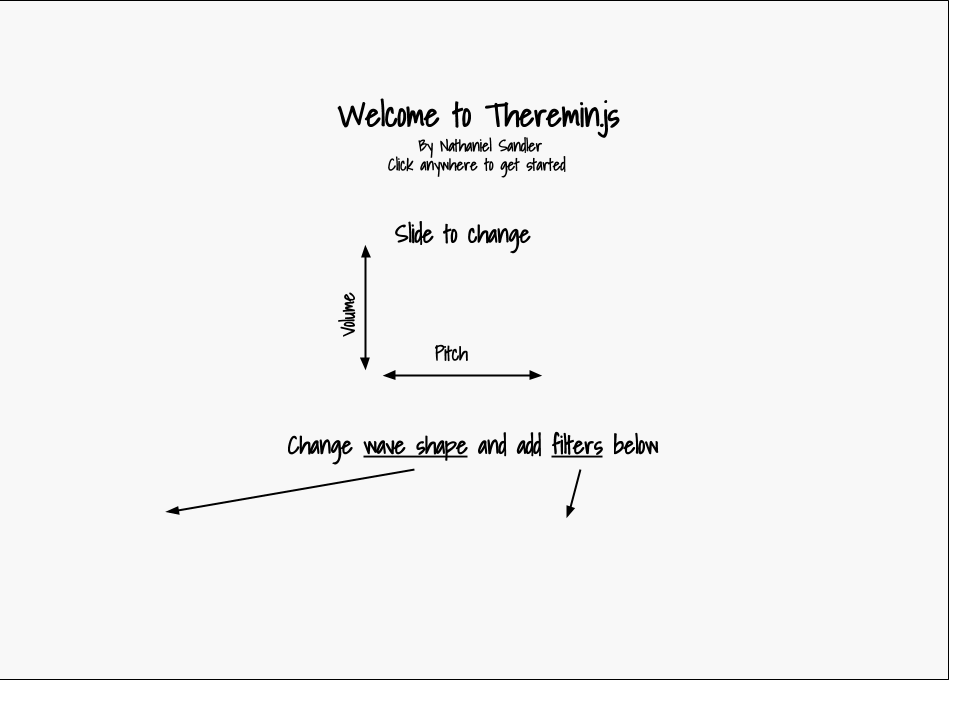 Welcome to Theremin.js
By Nathaniel Sandler
Click anywhere to get started
Slide to change
Volume
Pitch
Change wave shape and add filters below